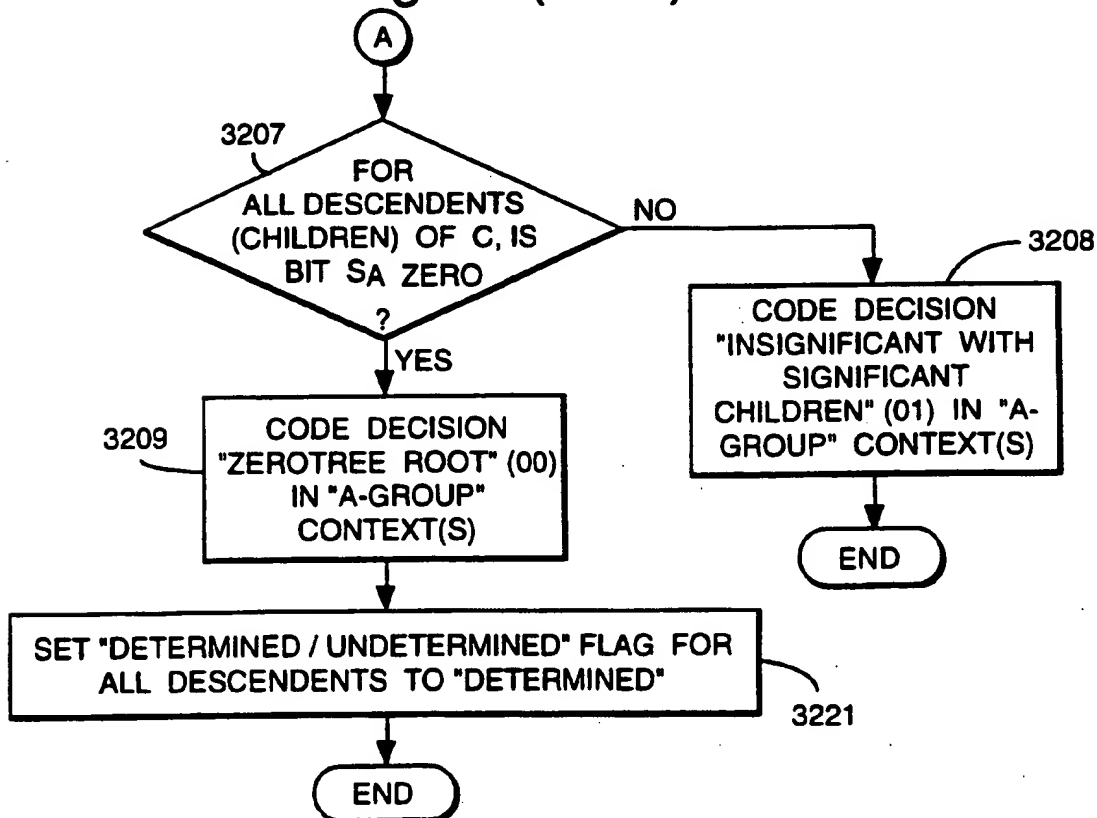 A
3207
FOR
ALL DESCENDENTS
(CHILDREN) OF C, IS
BIT SA ZERO
?
NO
YES
3208
CODE DECISION
"INSIGNIFICANT WITH
SIGNIFICANT
CHILDREN" (01) IN "A-
GROUP" CONTEXT(S)
END
3209
CODE DECISION
"ZEROTREE ROOT" (00)
IN "A-GROUP"
CONTEXT(S)
SET "DETERMINED / UNDETERMINED" FLAG FOR
ALL DESCENDENTS TO "DETERMINED"
3221
END